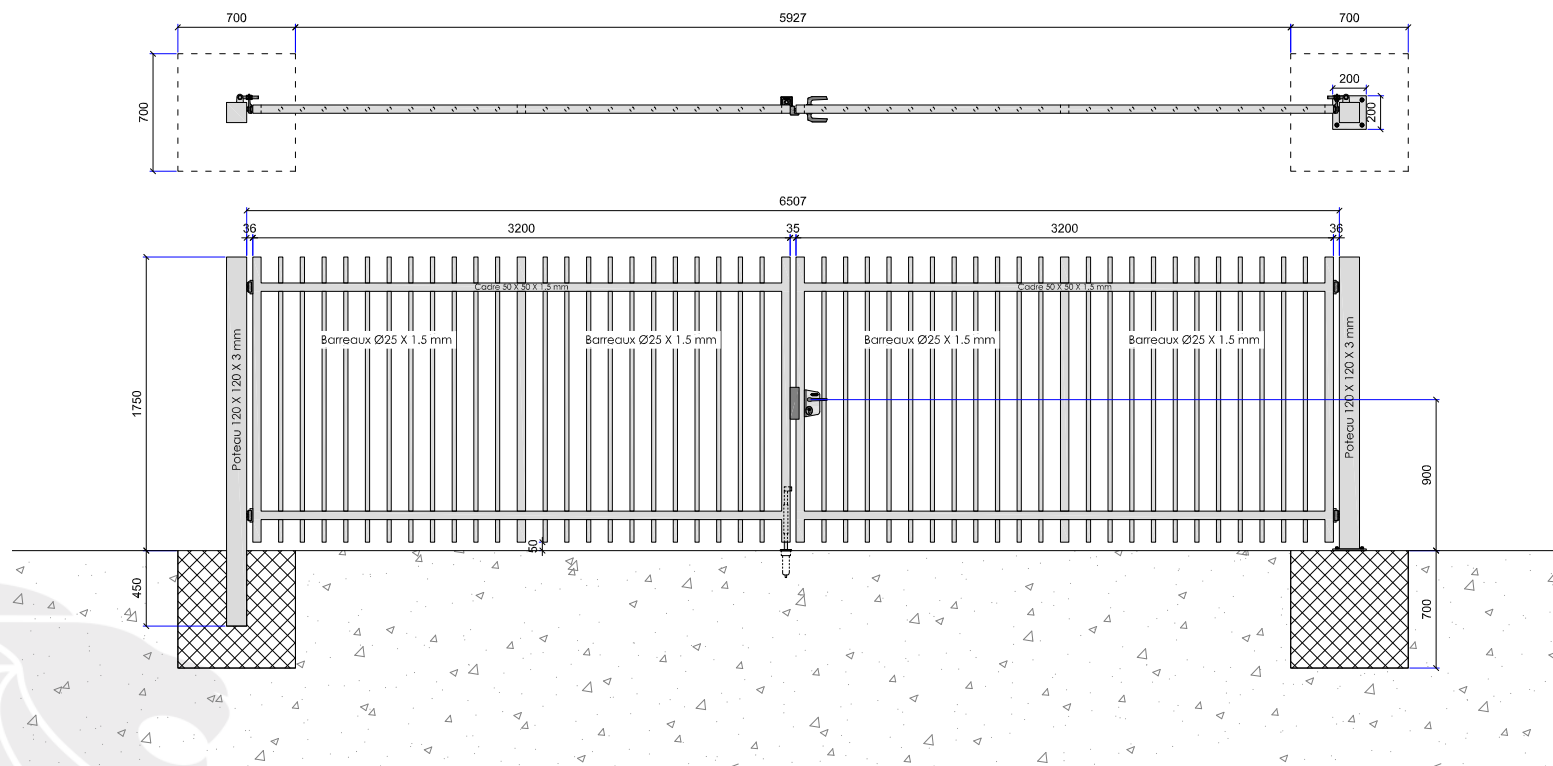 700
5927
700
700
200
200
6507
36
3200
35
3200
36
Cadre 50 X 50 X 1,5 mm
Cadre 50 X 50 X 1,5 mm
Barreaux Ø25 X 1.5 mm
Barreaux Ø25 X 1.5 mm
Barreaux Ø25 X 1.5 mm
Barreaux Ø25 X 1.5 mm
Poteau 120 X 120 X 3 mm
Poteau 120 X 120 X 3 mm
1750
900
50
450
700